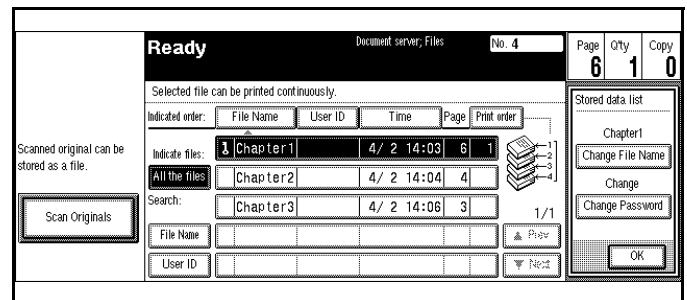 Ready
Document server; Files
No. 4
Page Q'ty Copy
6 1 0
Selected file can be printed continuously.
Indicated order: File Name User ID Time Page Print order
Indicate files:
1 Chapter1 4/ 2 14:03 6 1
All the files
Chapter2 4/ 2 14:04 4
Search:
Chapter3 4/ 2 14:06 3
1/1
File Name
▲ Prev
User ID
▼ Next
1
2
3
4
Scanned original can be
stored as a file.
Scan Originals
Stored data list
Chapter1
Change File Name
Change
Change Password
OK